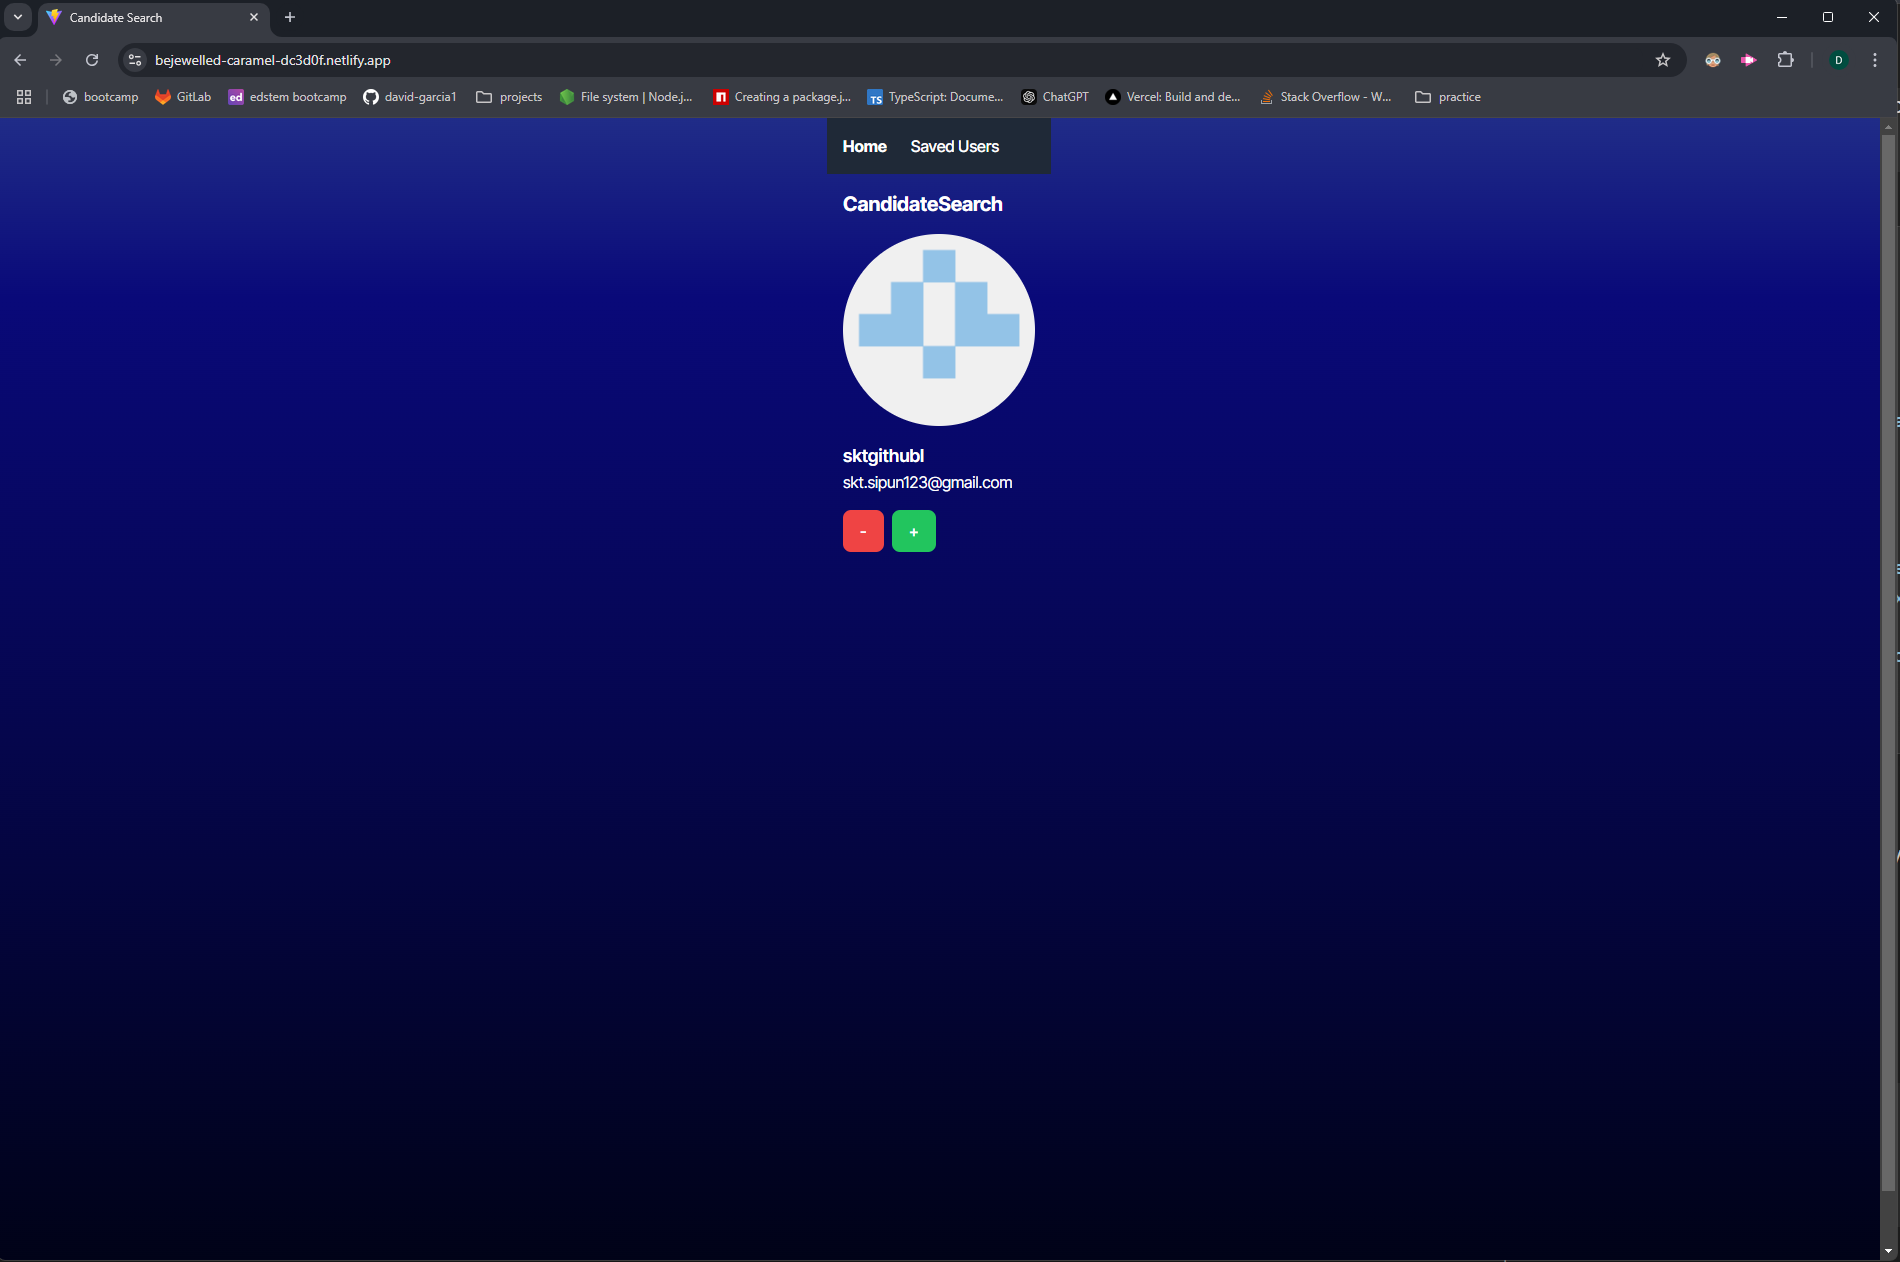 Candidate Search
bejewelled-caramel-dc3d0f.netlify.app
D
bootcamp GitLab ed edstem bootcamp david-garcia1 projects File system | Node.j... n Creating a package.j... TS TypeScript: Docume... ChatGPT Vercel: Build and de... Stack Overflow - W... practice
Home Saved Users
CandidateSearch
sktgithubl
skt.sipun123@gmail.com
- +